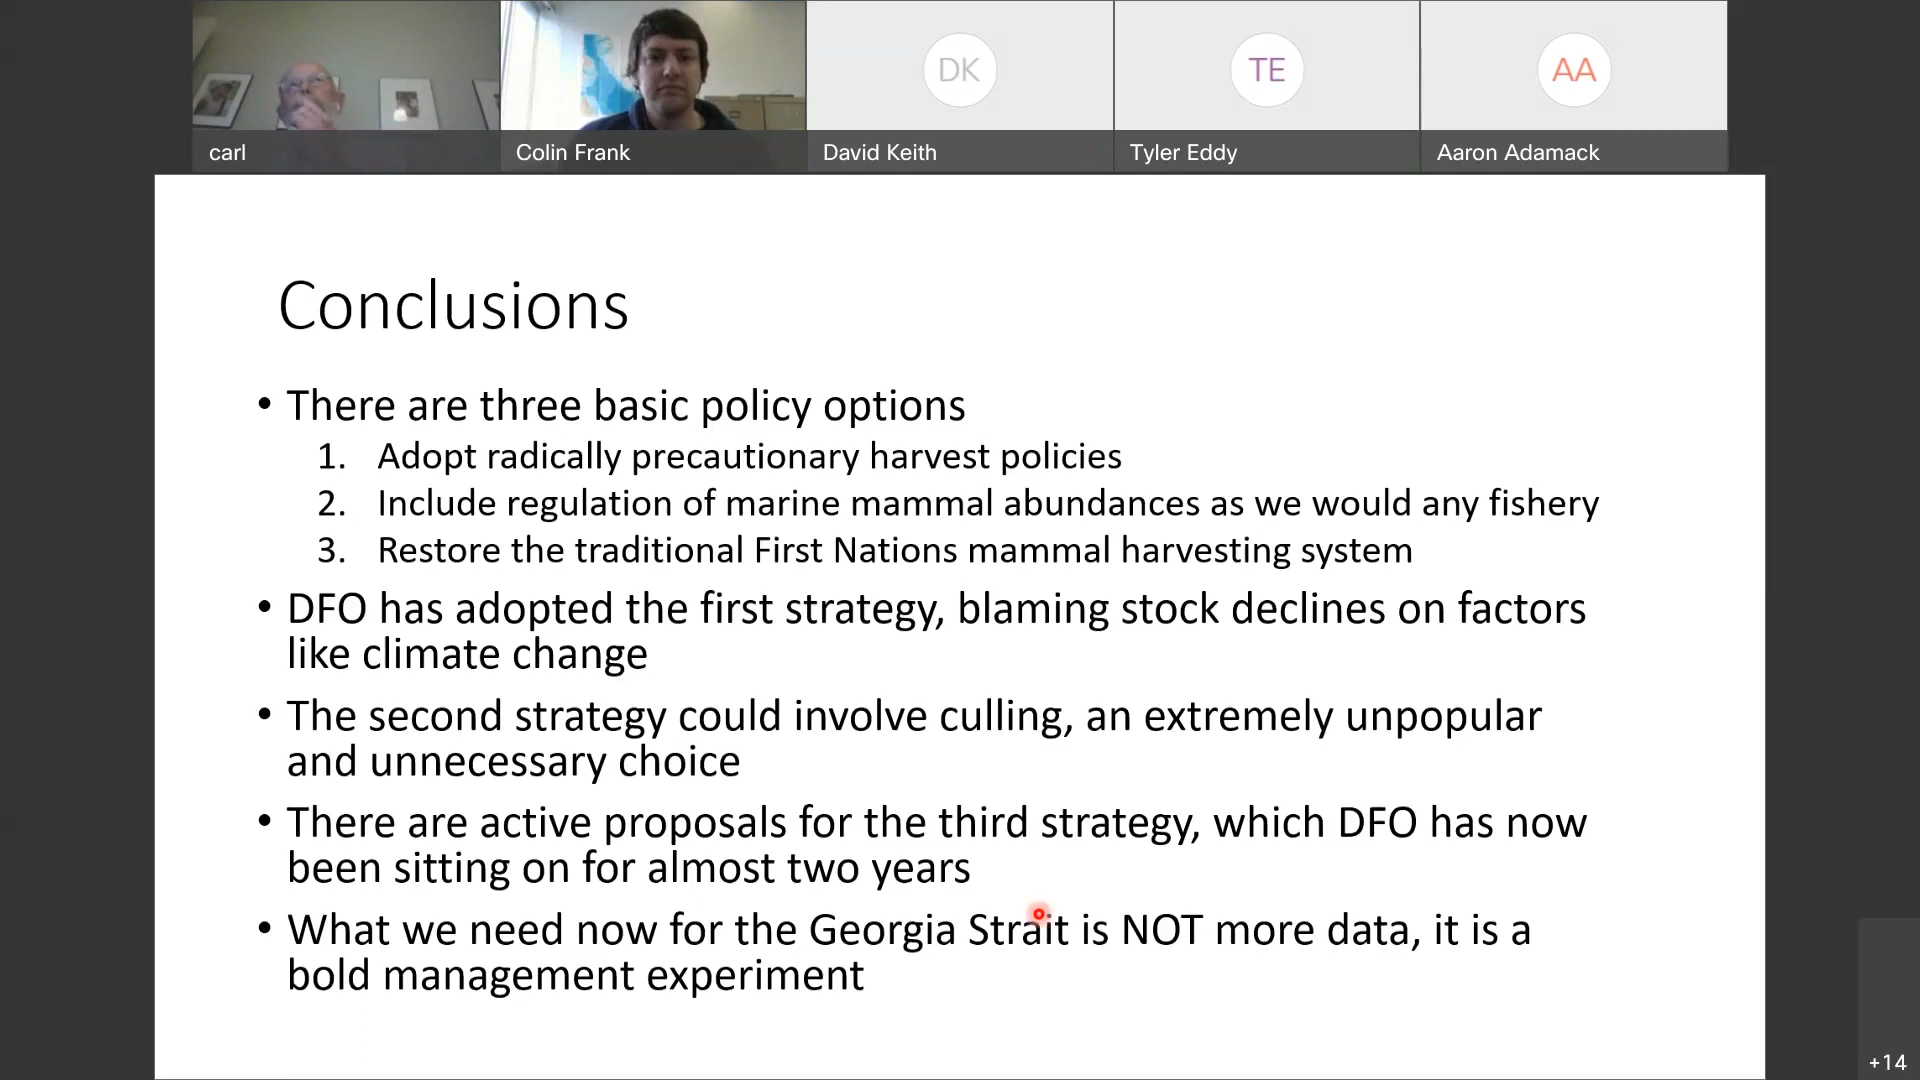 DK
TE
AA
carl
Colin Frank
David Keith
Tyler Eddy
Aaron Adamack
Conclusions
• There are three basic policy options
1. Adopt radically precautionary harvest policies
2. Include regulation of marine mammal abundances as we would any fishery
3. Restore the traditional First Nations mammal harvesting system
• DFO has adopted the first strategy, blaming stock declines on factors
like climate change
• The second strategy could involve culling, an extremely unpopular
and unnecessary choice
• There are active proposals for the third strategy, which DFO has now
been sitting on for almost two years
• What we need now for the Georgia Strait is NOT more data, it is a
bold management experiment
+14